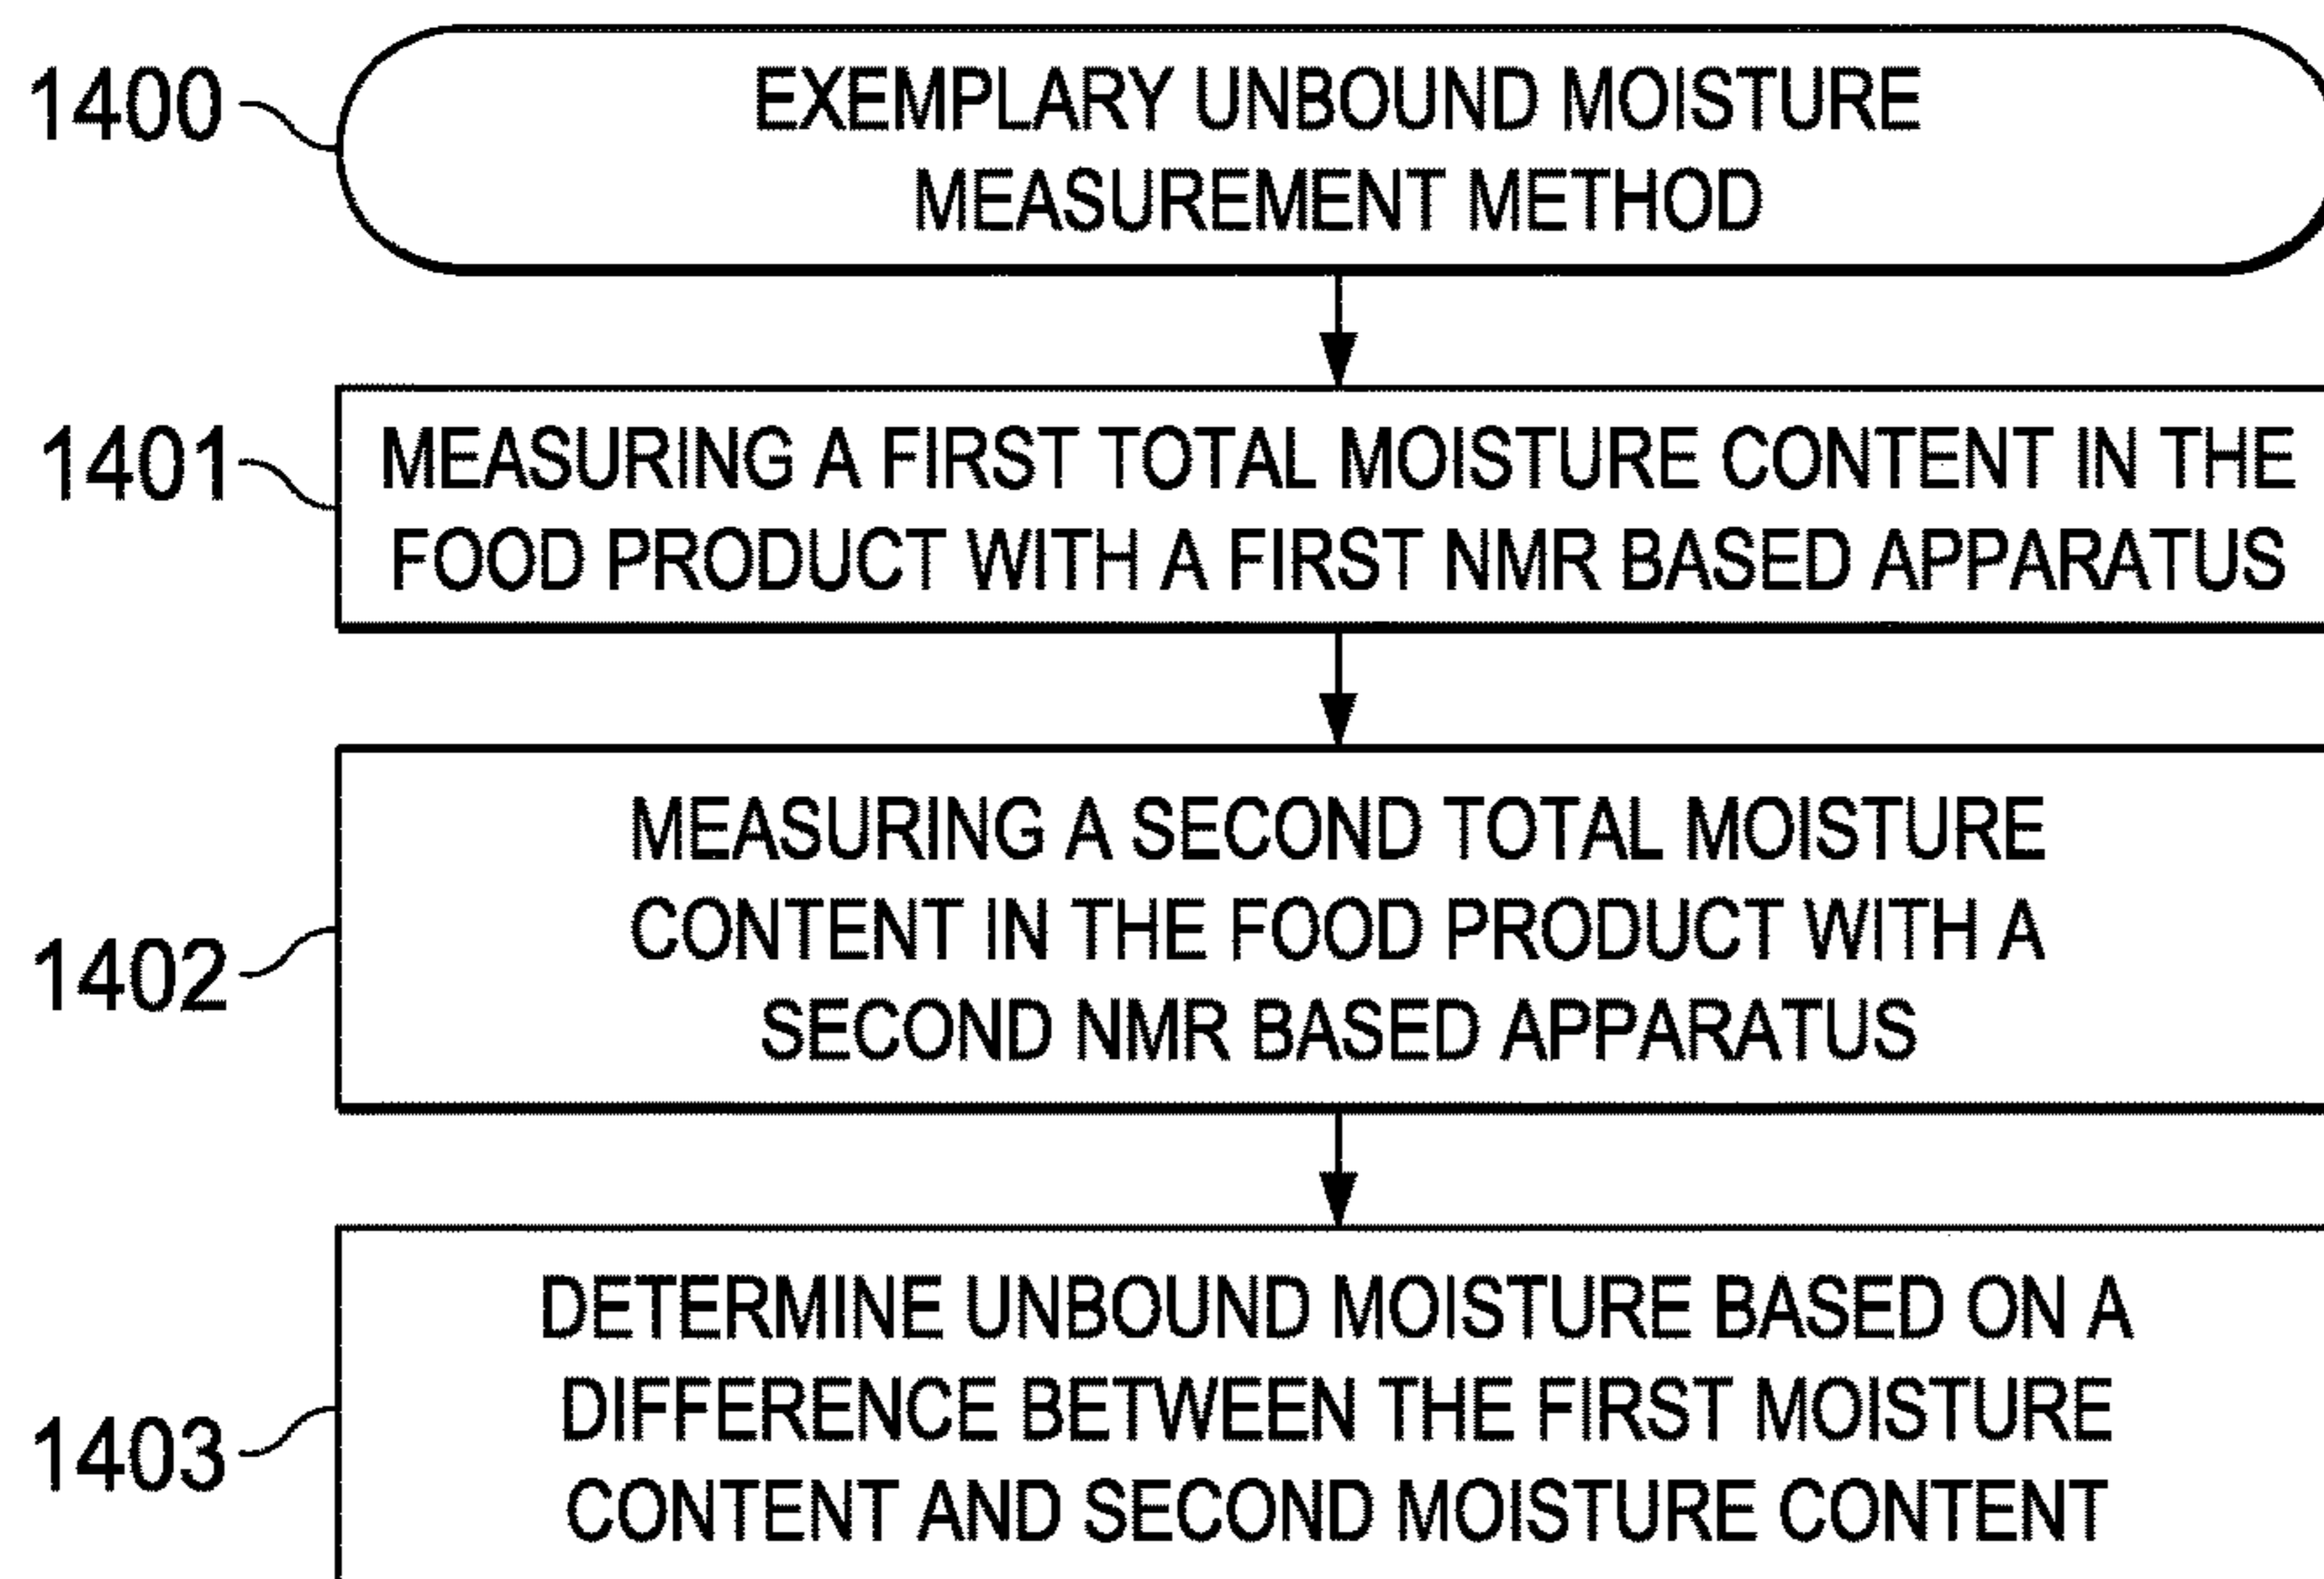 1400
EXEMPLARY UNBOUND MOISTURE
MEASUREMENT METHOD
1401
MEASURING A FIRST TOTAL MOISTURE CONTENT IN THE
FOOD PRODUCT WITH A FIRST NMR BASED APPARATUS
1402
MEASURING A SECOND TOTAL MOISTURE
CONTENT IN THE FOOD PRODUCT WITH A
SECOND NMR BASED APPARATUS
1403
DETERMINE UNBOUND MOISTURE BASED ON A
DIFFERENCE BETWEEN THE FIRST MOISTURE
CONTENT AND SECOND MOISTURE CONTENT